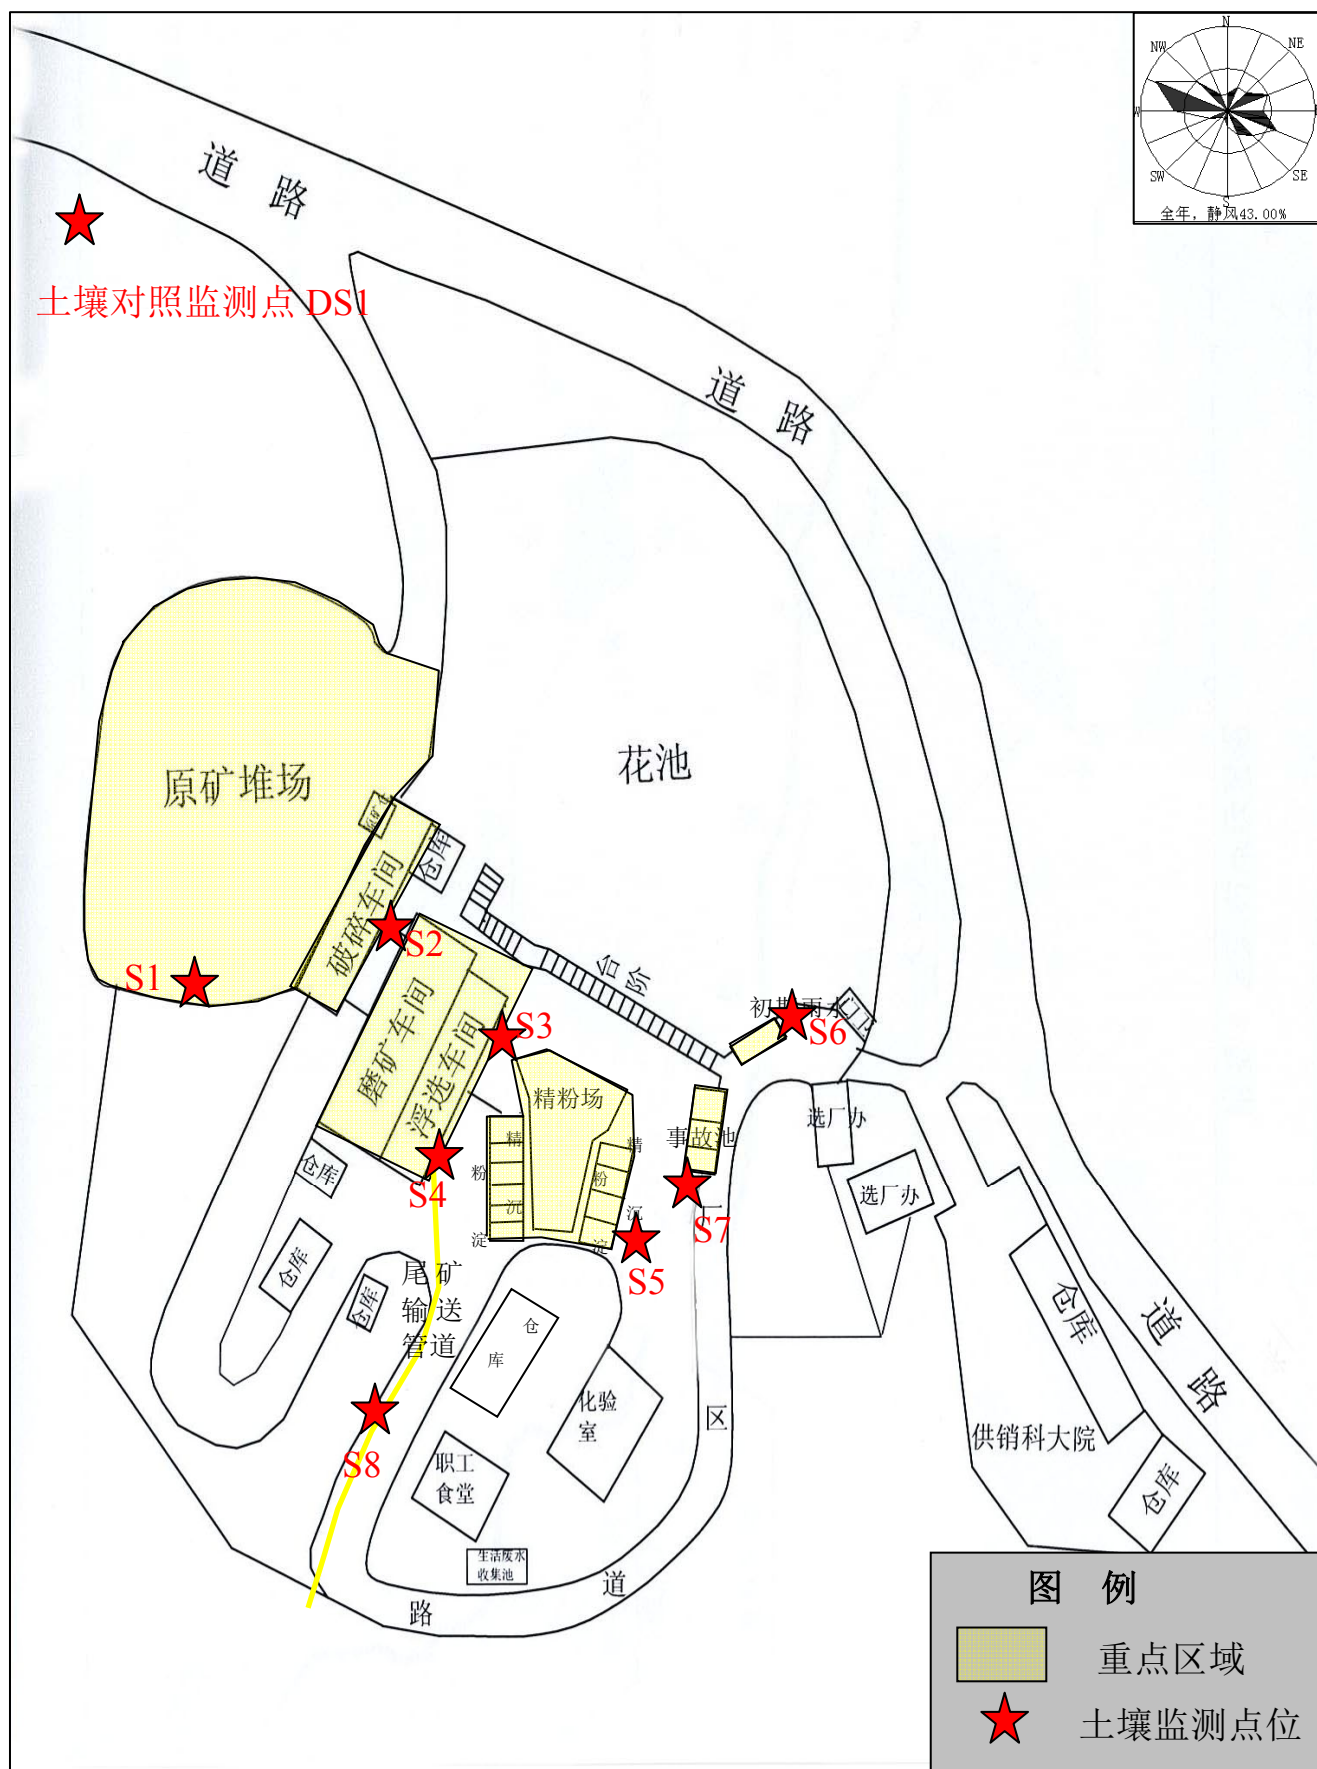 N
NW
NE
W
SW
SE
S
全年，静风43.00%
道 路
土壤对照监测点 DS1
道 路
花池
原矿堆场
仓库
破碎车间
S2
S1
台阶
磨矿车间
浮选车间
S3
初期雨水
门卫
S6
精粉场
选厂办
事故池
精
粉
沉
淀
精
粉
沉
淀
仓库
S4
选厂办
S7
厂
S5
仓库
仓库
尾矿
输送
管道
仓
库
仓库
道 路
化验
室
区
供销科大院
S8
职工
食堂
仓库
生活废水
收集池
道
路
图 例
重点区域
土壤监测点位